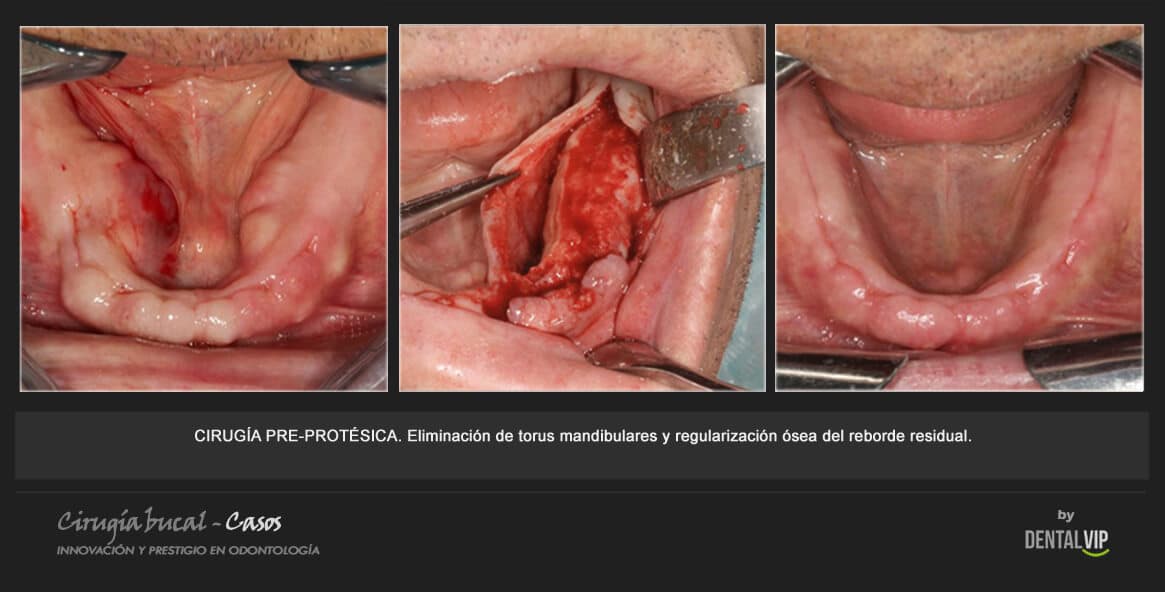 CIRUGÍA PRE-PROTÉSICA. Eliminación de torus mandibulares y regularización ósea del reborde residual.
Cirugía bucal - Casos
INNOVACIÓN Y PRESTIGIO EN ODONTOLOGÍA
by
DENTALVIP